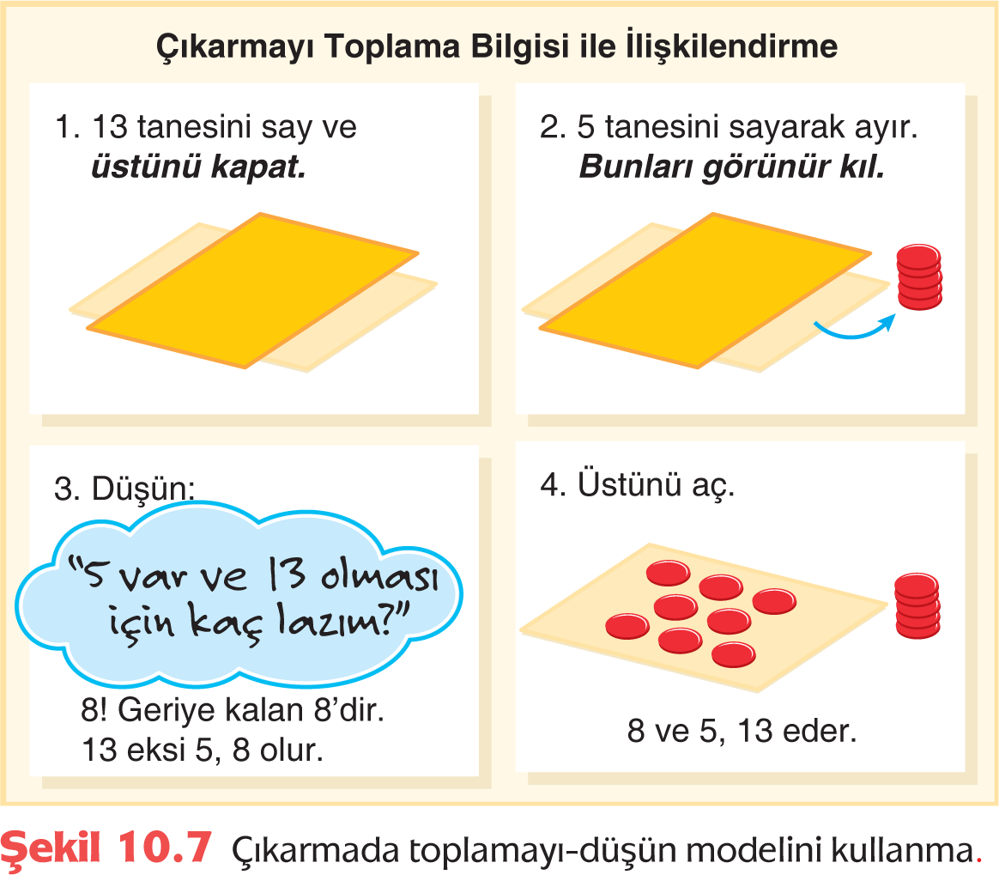 Çıkarmayı Toplama Bilgisi ile İlişkilendirme
1. 13 tanesini say ve
üstünü kapat.
2. 5 tanesini sayarak ayır.
Bunları görünür kıl.
3. Düşün:
"5 var ve 13 olması
için kaç lazım?"
8! Geriye kalan 8’dir.
13 eksi 5, 8 olur.
4. Üstünü aç.
8 ve 5, 13 eder.
Şekil 10.7 Çıkarmada toplamayı-düşün modelini kullanma.